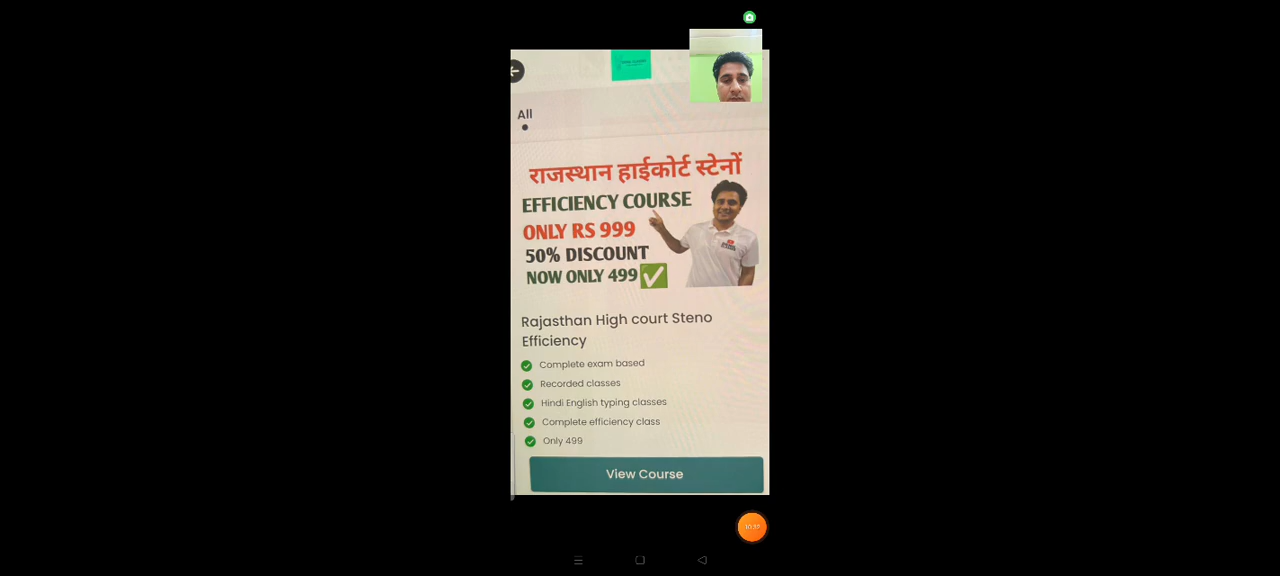 All
राजस्थान हाईकोर्ट स्टेनों
EFFICIENCY COURSE
ONLY RS 999
50% DISCOUNT
NOW ONLY 499
Rajasthan High court Steno
Efficiency
Complete exam based
Recorded classes
Hindi English typing classes
Complete efficiency class
Only 499
View Course